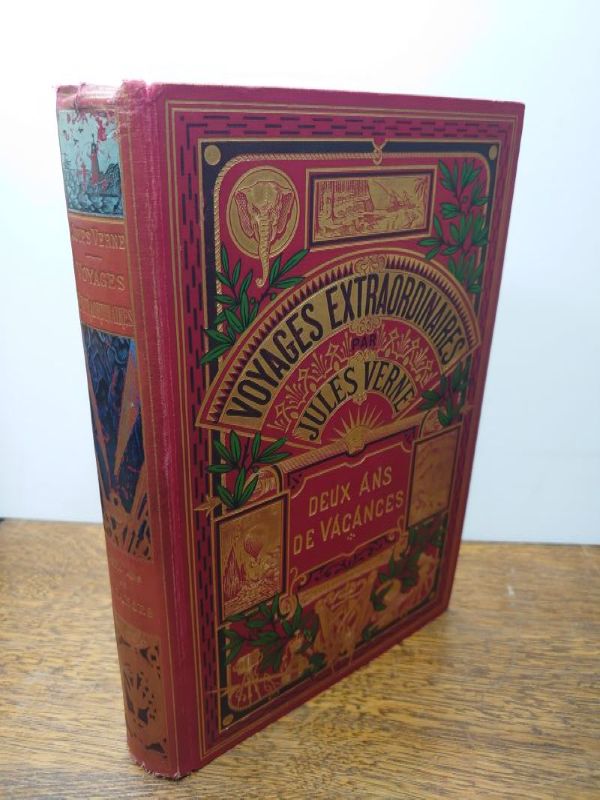 JULES VERNE
VOYAGES
EXTRAORDINAIRES
VOYAGES EXTRAORDINAIRES
PAR
JULES VERNE
DEUX ANS
DE VACANCES